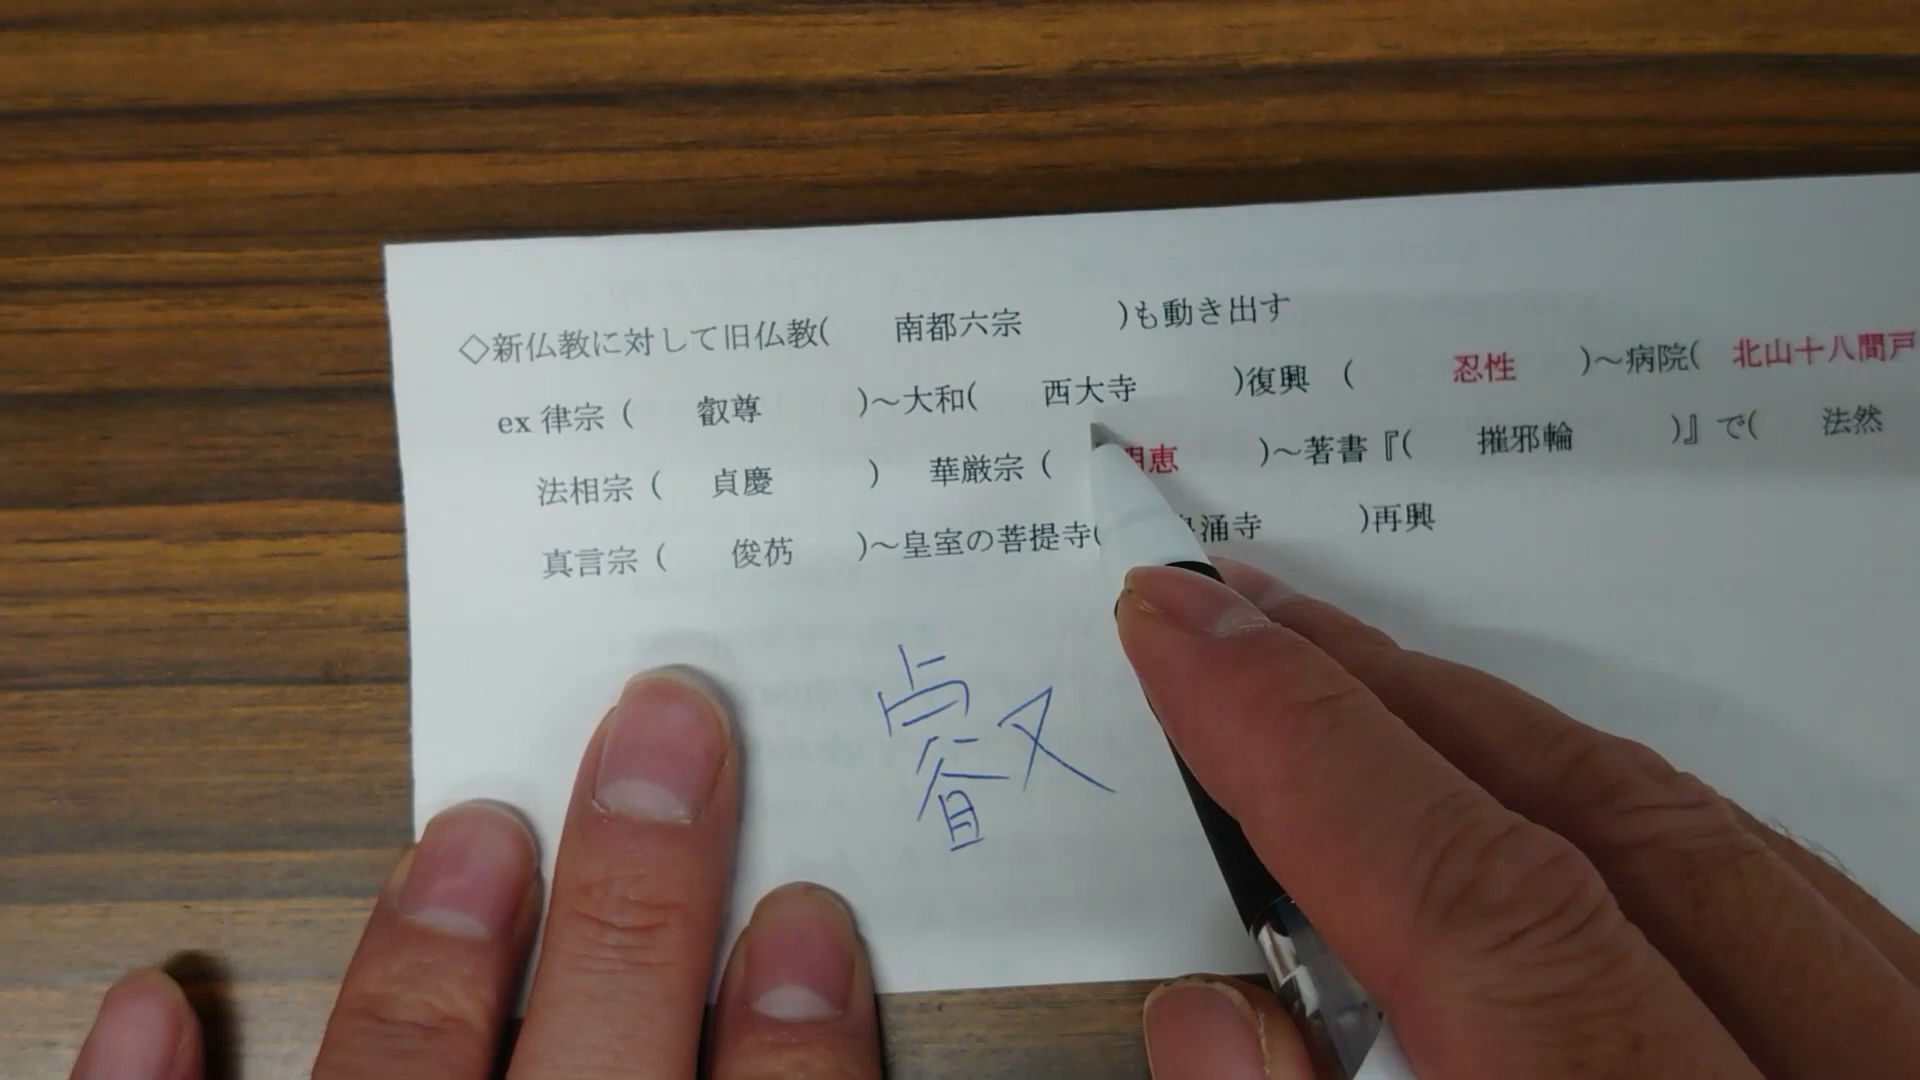 ◇新仏教に対して旧仏教( 南都六宗 )も動き出す
ex 律宗 ( 叡尊 )～大和( 西大寺 )復興 ( 忍性 )～病院( 北山十八間戸
法相宗 ( 貞慶 ) 華厳宗 ( 恵 )～著書『( 摧邪輪 )』で( 法然
真言宗 ( 俊芿 )～皇室の菩提寺( 涌寺 )再興
叡